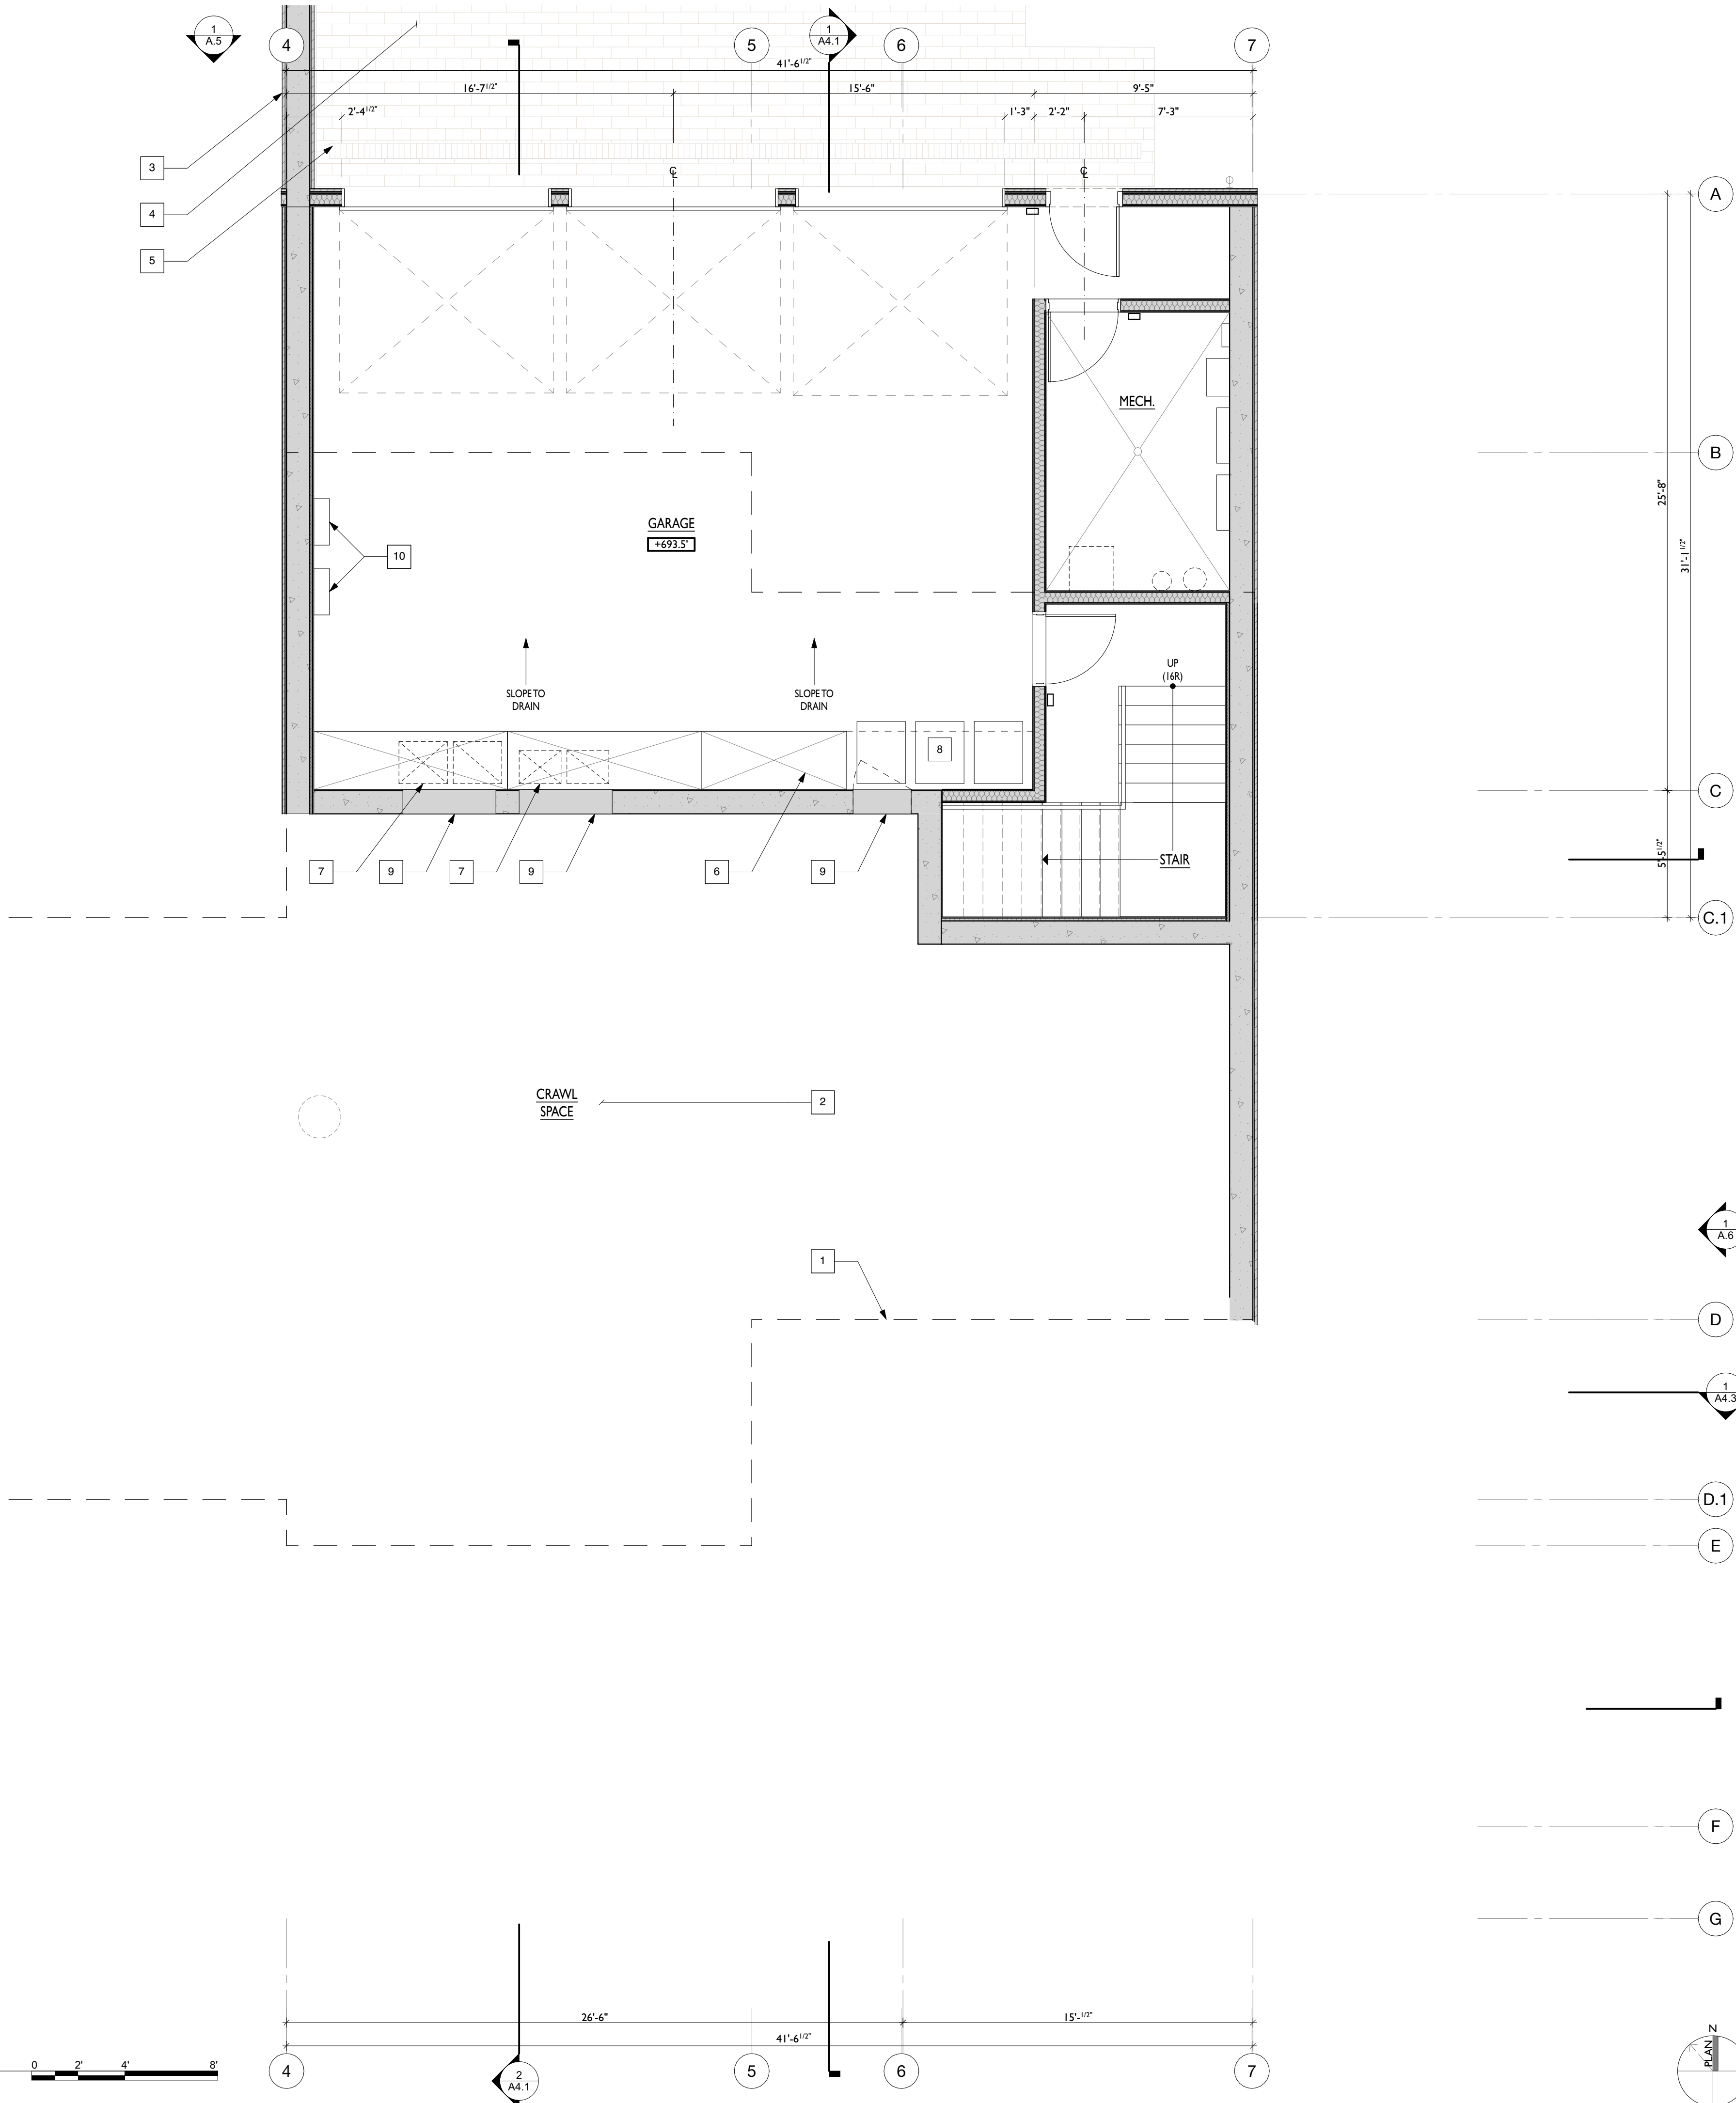 1
A.5
4
5
1
A4.1
6
7
41'-6 1/2"
16'-7 1/2"
15'-6"
9'-5"
2'-4 1/2"
1'-3"
2'-2"
7'-3"
3
4
5
℄
℄
A
MECH.
B
25'-8"
31'-1 1/2"
GARAGE
+693.5'
10
SLOPE TO
DRAIN
SLOPE TO
DRAIN
UP
(16R)
8
C
7
9
7
9
6
9
STAIR
5'-5 1/2"
C.1
CRAWL
SPACE
2
1
1
A.6
D
1
A4.3
D.1
E
F
G
26'-6"
15'-1/2"
41'-6 1/2"
0
2'
4'
8'
4
2
A4.1
5
6
7
N
PLAN